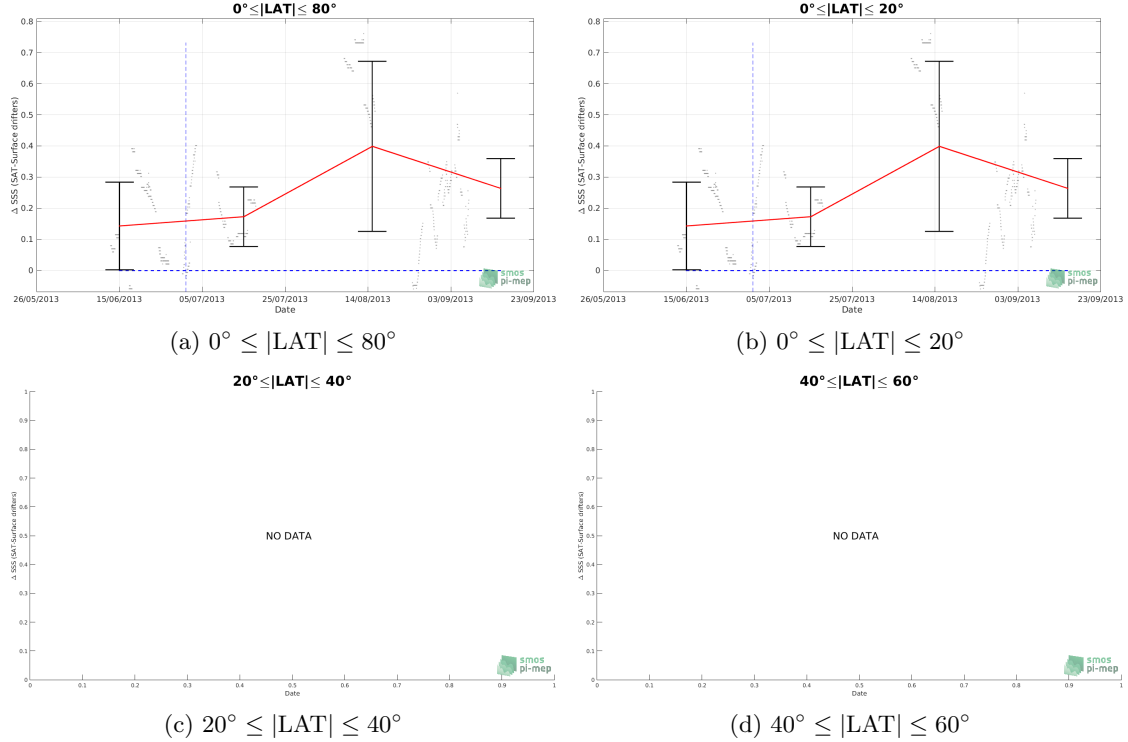 0°≤|LAT|≤ 80°
0.8
0.7
0.6
0.5
0.4
0.3
0.2
0.1
0
Δ SSS (SAT-Surface drifters)
26/05/2013 15/06/2013 05/07/2013 25/07/2013 14/08/2013 03/09/2013 23/09/2013
Date
smos
pi-mep
(a) 0° ≤ |LAT| ≤ 80°
0°≤|LAT|≤ 20°
0.8
0.7
0.6
0.5
0.4
0.3
0.2
0.1
0
Δ SSS (SAT-Surface drifters)
26/05/2013 15/06/2013 05/07/2013 25/07/2013 14/08/2013 03/09/2013 23/09/2013
Date
smos
pi-mep
(b) 0° ≤ |LAT| ≤ 20°
20°≤|LAT|≤ 40°
1
0.9
0.8
0.7
0.6
0.5
0.4
0.3
0.2
0.1
0
Δ SSS (SAT-Surface drifters)
NO DATA
0 0.1 0.2 0.3 0.4 0.5 0.6 0.7 0.8 0.9 1
Date
smos
pi-mep
(c) 20° ≤ |LAT| ≤ 40°
40°≤|LAT|≤ 60°
1
0.9
0.8
0.7
0.6
0.5
0.4
0.3
0.2
0.1
0
Δ SSS (SAT-Surface drifters)
NO DATA
0 0.1 0.2 0.3 0.4 0.5 0.6 0.7 0.8 0.9 1
Date
smos
pi-mep
(d) 40° ≤ |LAT| ≤ 60°